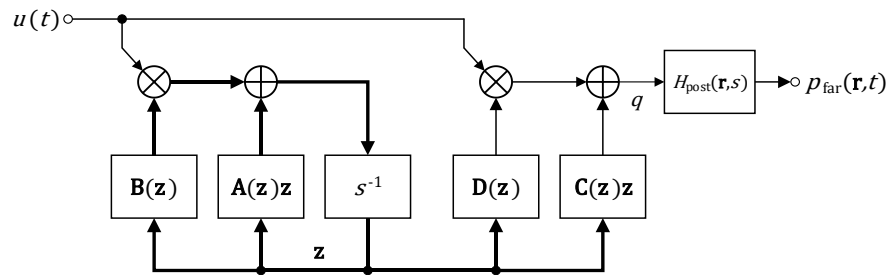 u(t)
H_post(r,s)
p_far(r,t)
q
B(z)
A(z)z
s^-1
D(z)
C(z)z
z